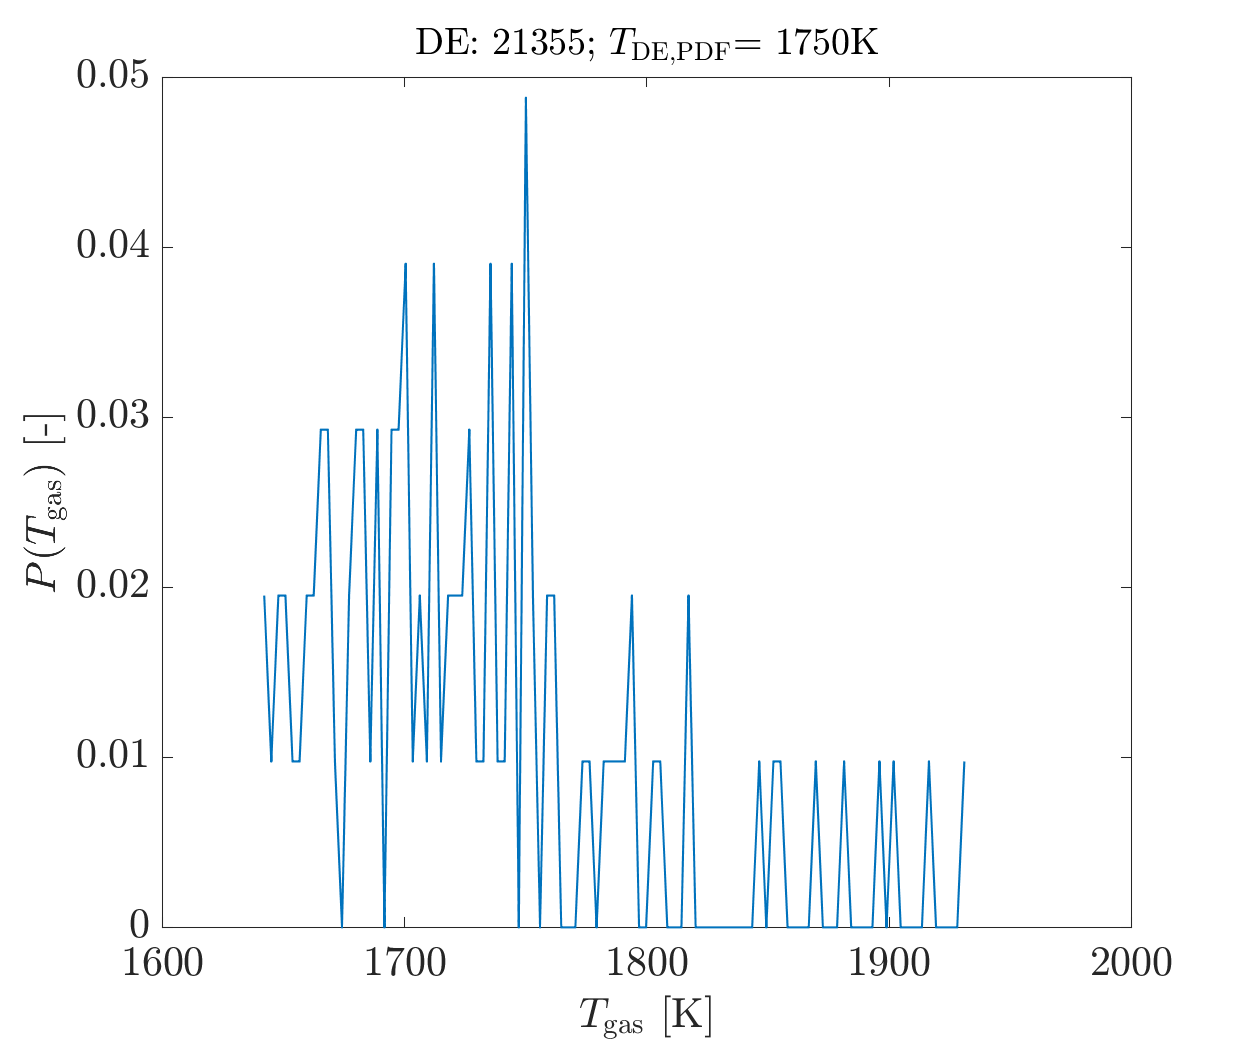 DE: 21355; T_DE,PDF= 1750K
0.05
0.04
0.03
0.02
0.01
0
P(T_gas) [-]
1600 1700 1800 1900 2000
T_gas [K]